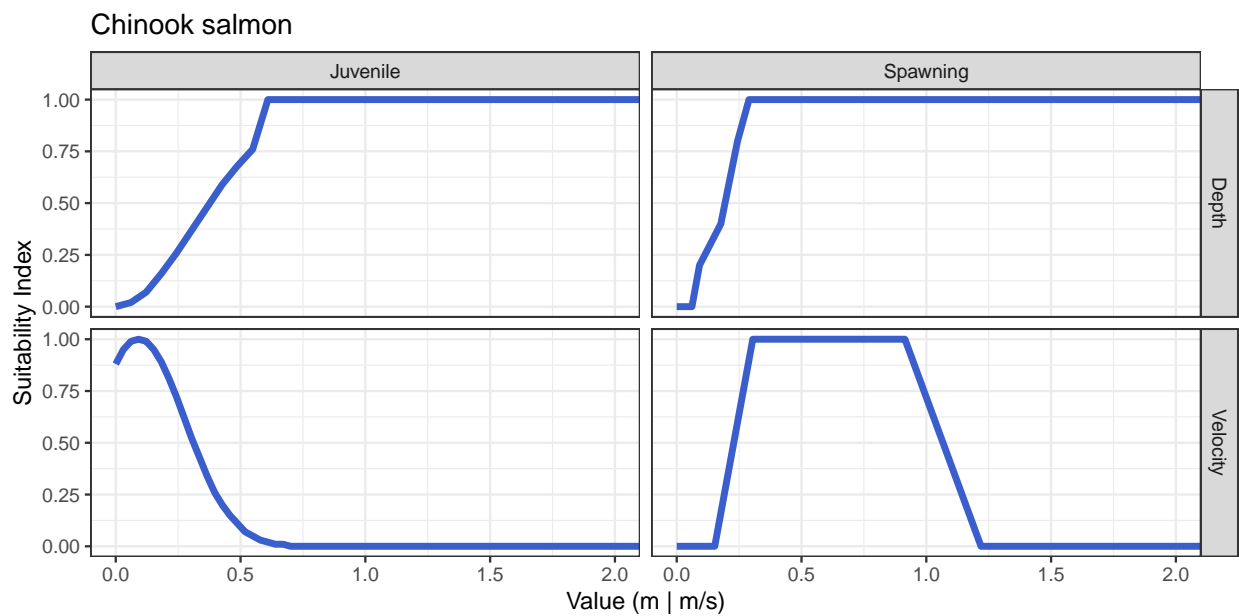 Chinook salmon
Juvenile
Spawning
1.00
0.75
0.50
0.25
0.00
Depth
1.00
0.75
0.50
0.25
0.00
Velocity
Suitability Index
0.0 0.5 1.0 1.5 2.0
0.0 0.5 1.0 1.5 2.0
Value (m | m/s)